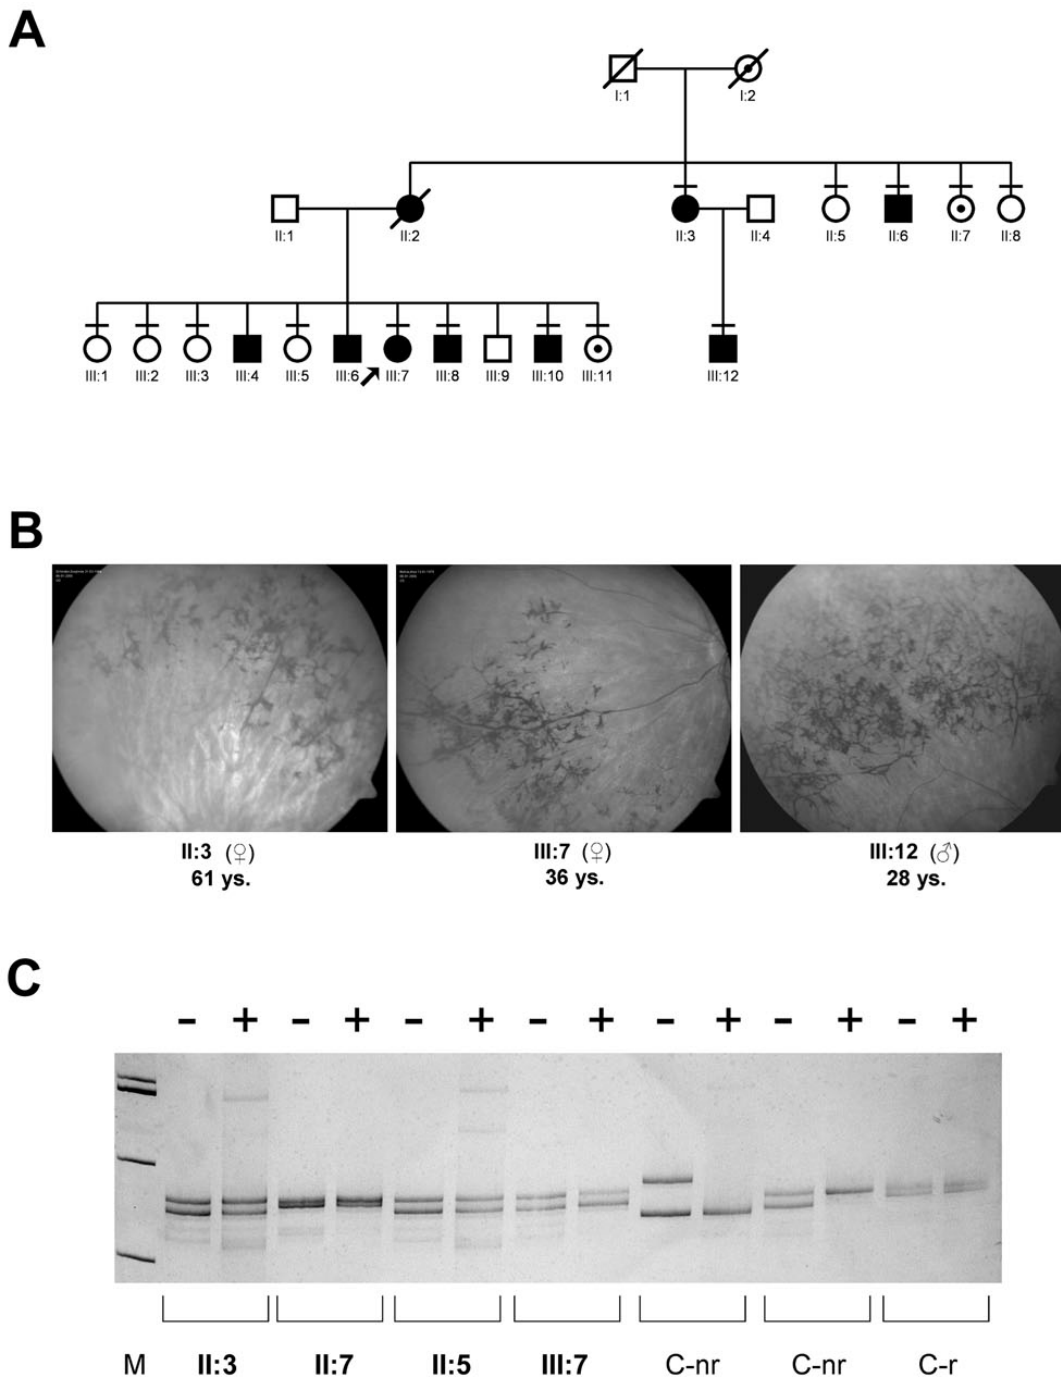 A
I:1 I:2
II:1 II:2 II:3 II:4 II:5 II:6 II:7 II:8
III:1 III:2 III:3 III:4 III:5 III:6 III:7 III:8 III:9 III:10 III:11 III:12
B
II:3 (♀) III:7 (♀) III:12 (♂)
61 ys. 36 ys. 28 ys.
C
- + - + - + - + - + - + - +
M II:3 II:7 II:5 III:7 C-nr C-nr C-r